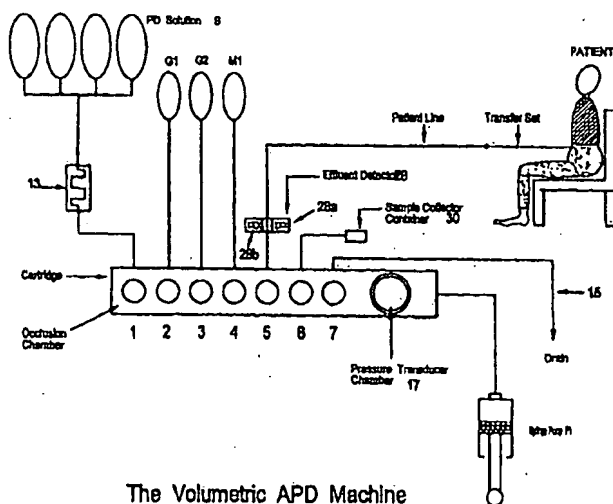 PD Solution 8
G1
G2
M1
PATIENT
Patient Line
Transfer Set
13
Effluent Detector 28
28a
Sample Collector
Container 30
28b
Cartridge
15
Occlusion
Chamber
1 2 3 4 5 6 7
Drain
Pressure Transducer
Chamber 17
Pump
The Volumetric APD Machine